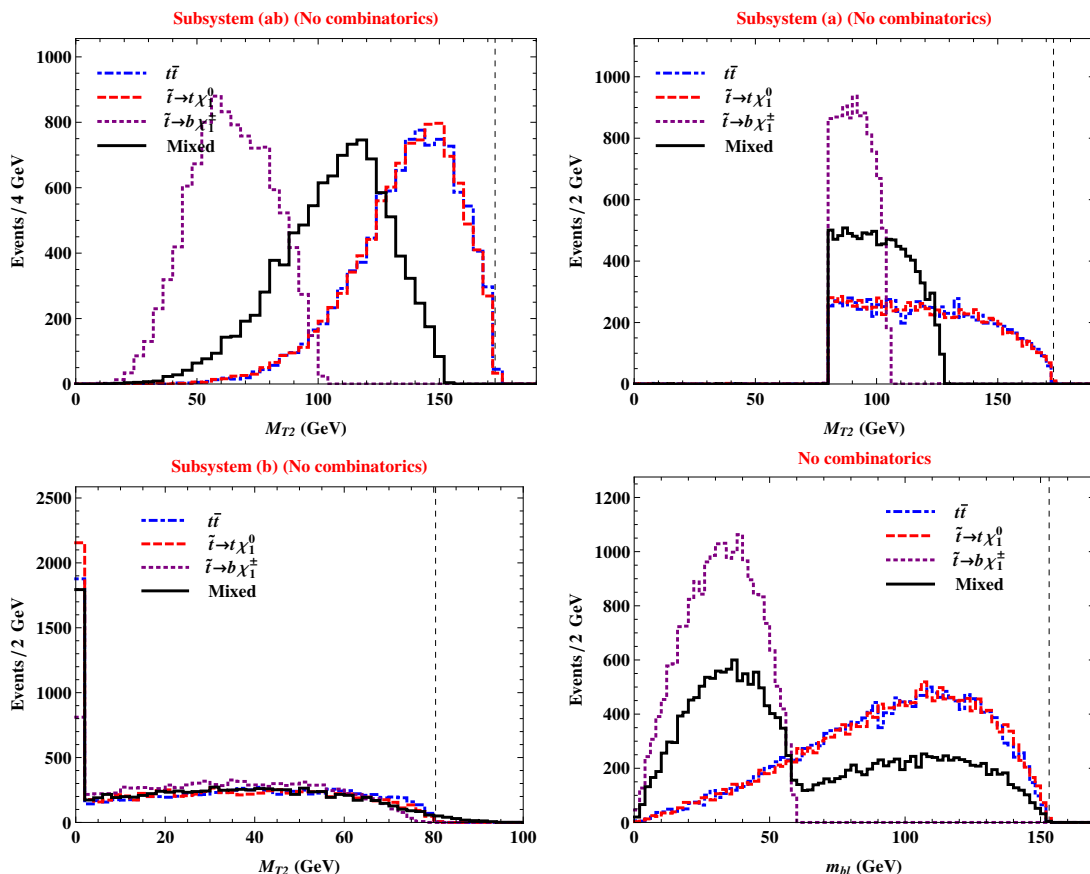 Subsystem (ab) (No combinatorics)
Events / 4 GeV
0
200
400
600
800
1000
tt̄
t̃→tχ₁⁰
t̃→bχ₁±
Mixed
0
50
100
150
M_T2 (GeV)
Subsystem (a) (No combinatorics)
Events / 2 GeV
0
200
400
600
800
1000
tt̄
t̃→tχ₁⁰
t̃→bχ₁±
Mixed
0
50
100
150
M_T2 (GeV)
Subsystem (b) (No combinatorics)
Events / 2 GeV
0
500
1000
1500
2000
2500
tt̄
t̃→tχ₁⁰
t̃→bχ₁±
Mixed
0
20
40
60
80
100
M_T2 (GeV)
No combinatorics
Events / 2 GeV
0
200
400
600
800
1000
1200
tt̄
t̃→tχ₁⁰
t̃→bχ₁±
Mixed
0
50
100
150
m_bl (GeV)